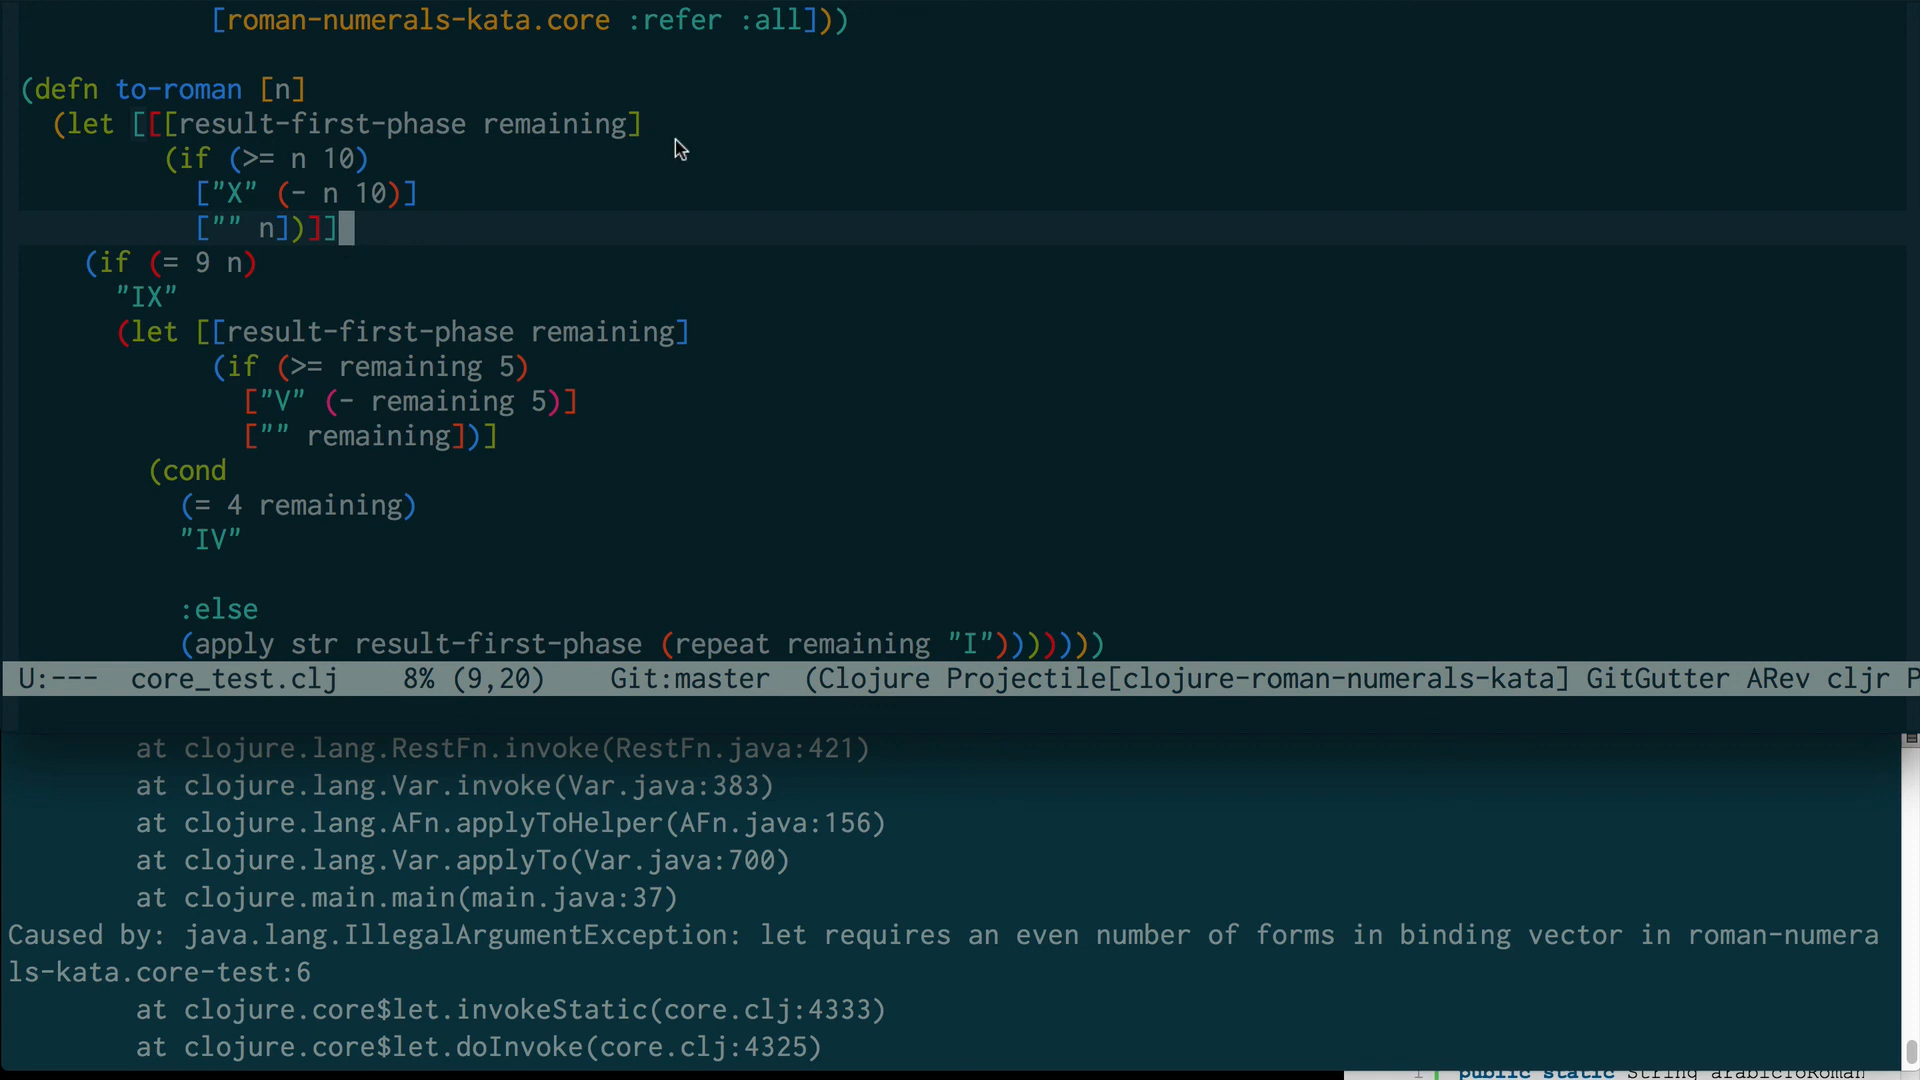 [roman-numerals-kata.core :refer :all]))
(defn to-roman [n]
(let [[[result-first-phase remaining]
(if (>= n 10)
["X" (- n 10)]
["" n])]]
(if (= 9 n)
"IX"
(let [[result-first-phase remaining]
(if (>= remaining 5)
["V" (- remaining 5)]
["" remaining])]
(cond
(= 4 remaining)
"IV"
:else
(apply str result-first-phase (repeat remaining "I")))))))
U:--- core_test.clj 8% (9,20) Git:master (Clojure Projectile[clojure-roman-numerals-kata] GitGutter ARev cljr P
at clojure.lang.RestFn.invoke(RestFn.java:421)
at clojure.lang.Var.invoke(Var.java:383)
at clojure.lang.AFn.applyToHelper(AFn.java:156)
at clojure.lang.Var.applyTo(Var.java:700)
at clojure.main.main(main.java:37)
Caused by: java.lang.IllegalArgumentException: let requires an even number of forms in binding vector in roman-numera
ls-kata.core-test:6
at clojure.core$let.invokeStatic(core.clj:4333)
at clojure.core$let.doInvoke(core.clj:4325)
1 public static String arabicToRoman